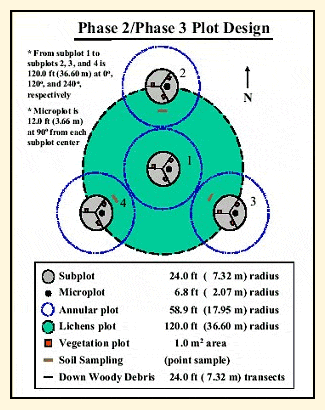 Phase 2/Phase 3 Plot Design
* From subplot 1 to
subplots 2, 3, and 4 is
120.0 ft (36.60 m) at 0°,
120°, and 240°,
respectively
* Microplot is
12.0 ft (3.66 m)
at 90° from each
subplot center
2
N
1
4
3
Subplot 24.0 ft ( 7.32 m) radius
Microplot 6.8 ft ( 2.07 m) radius
Annular plot 58.9 ft (17.95 m) radius
Lichens plot 120.0 ft (36.60 m) radius
Vegetation plot 1.0 m² area
Soil Sampling (point sample)
Down Woody Debris 24.0 ft ( 7.32 m) transects